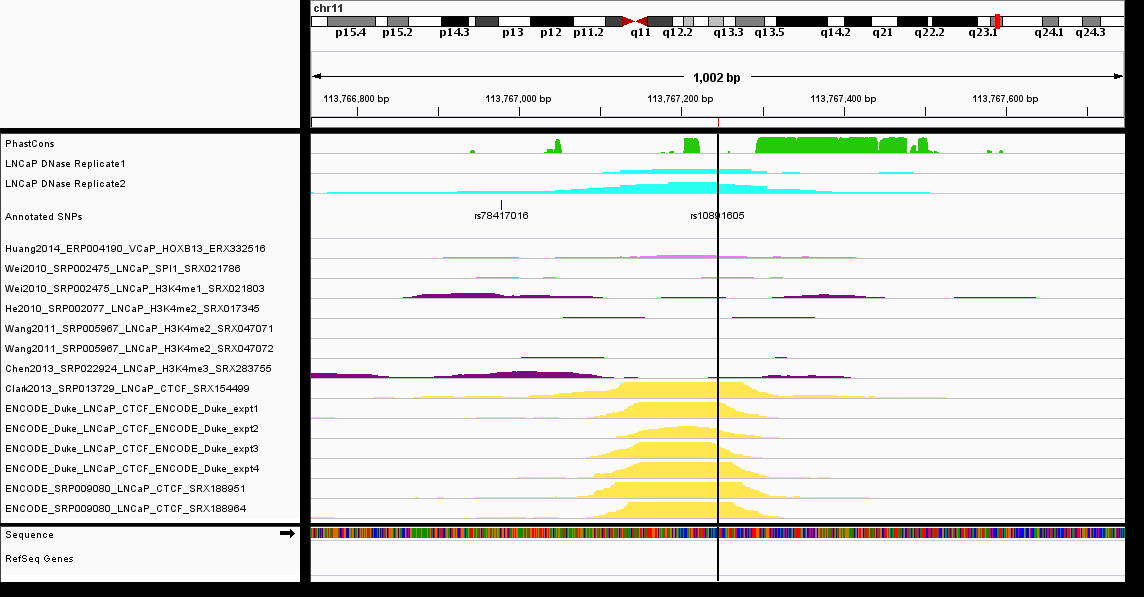 chr11
p15.4 p15.2 p14.3 p13 p12 p11.2 q11 q12.2 q13.3 q13.5 q14.2 q21 q22.2 q23.1 q24.1 q24.3
1,002 bp
113,766,800 bp 113,767,000 bp 113,767,200 bp 113,767,400 bp 113,767,600 bp
PhastCons
LNCaP DNase Replicate1
LNCaP DNase Replicate2
Annotated SNPs rs78417016 rs10891605
Huang2014_ERP004190_VCaP_HOXB13_ERX332516
Wei2010_SRP002475_LNCaP_SPI1_SRX021786
Wei2010_SRP002475_LNCaP_H3K4me1_SRX021803
He2010_SRP002077_LNCaP_H3K4me2_SRX017345
Wang2011_SRP005967_LNCaP_H3K4me2_SRX047071
Wang2011_SRP005967_LNCaP_H3K4me2_SRX047072
Chen2013_SRP022924_LNCaP_H3K4me3_SRX283755
Clark2013_SRP013729_LNCaP_CTCF_SRX154499
ENCODE_Duke_LNCaP_CTCF_ENCODE_Duke_expt1
ENCODE_Duke_LNCaP_CTCF_ENCODE_Duke_expt2
ENCODE_Duke_LNCaP_CTCF_ENCODE_Duke_expt3
ENCODE_Duke_LNCaP_CTCF_ENCODE_Duke_expt4
ENCODE_SRP009080_LNCaP_CTCF_SRX188951
ENCODE_SRP009080_LNCaP_CTCF_SRX188964
Sequence
RefSeq Genes